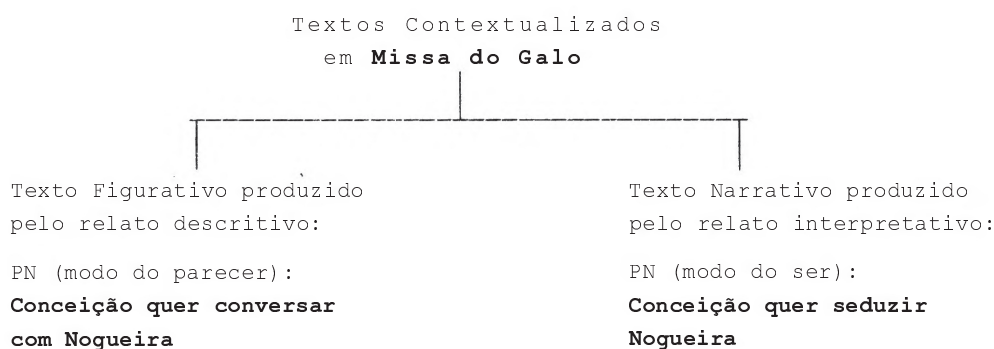 Textos Contextualizados
em Missa do Galo
Texto Figurativo produzido
pelo relato descritivo:
PN (modo do parecer):
Conceição quer conversar
com Nogueira
Texto Narrativo produzido
pelo relato interpretativo:
PN (modo do ser):
Conceição quer seduzir
Nogueira